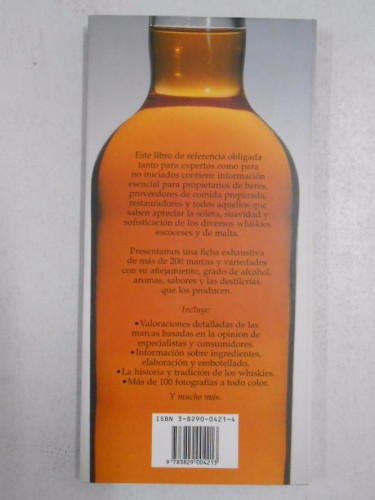 Este libro de referencia obligada
tanto para expertos como para
no iniciados contiene información
esencial para propietarios de bares,
proveedores de comida preparada,
restauradores y todos aquellos que
saben apreciar la solera, suavidad y
sofisticación de los diversos whiskies
escoceses y de malta.
Presentamos una ficha exhaustiva
de más de 200 marcas y variedades
con su añejamiento, grado de alcohol,
aromas, sabores y las destilerías
que los producen.
Incluye:
•Valoraciones detalladas de las
marcas basadas en la opinión de
especialistas y consumidores.
•Información sobre ingredientes,
elaboración y embotellado.
•La historia y tradición de los whiskies.
•Más de 100 fotografías a todo color.
Y mucho más.
ISBN 3-8290-0421-4
9 783829 004213